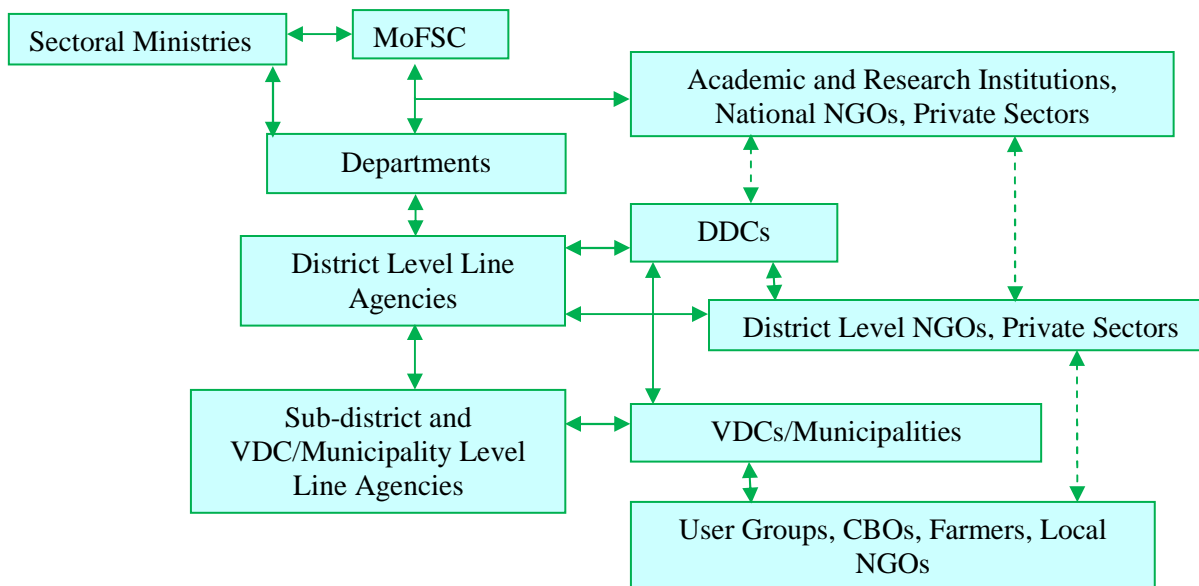 Sectoral Ministries
MoFSC
Academic and Research Institutions,
National NGOs, Private Sectors
Departments
DDCs
District Level Line
Agencies
District Level NGOs, Private Sectors
Sub-district and
VDC/Municipality Level
Line Agencies
VDCs/Municipalities
User Groups, CBOs, Farmers, Local
NGOs